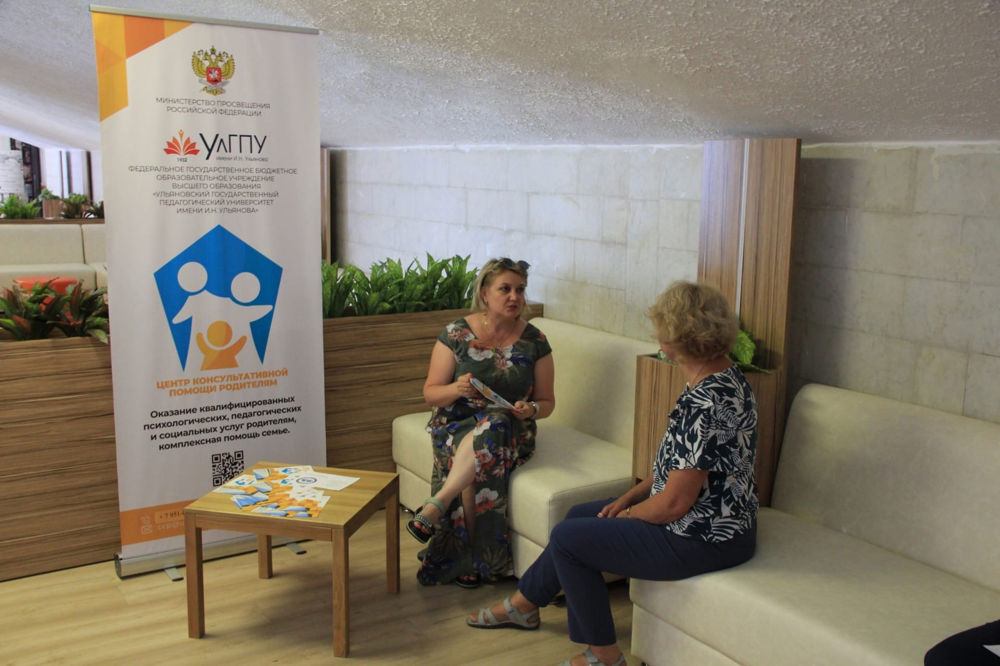 МИНИСТЕРСТВО ПРОСВЕЩЕНИЯ
РОССИЙСКОЙ ФЕДЕРАЦИИ
УлГПУ
имени И.Н. Ульянова
1932
ФЕДЕРАЛЬНОЕ ГОСУДАРСТВЕННОЕ БЮДЖЕТНОЕ
ОБРАЗОВАТЕЛЬНОЕ УЧРЕЖДЕНИЕ
ВЫСШЕГО ОБРАЗОВАНИЯ
«УЛЬЯНОВСКИЙ ГОСУДАРСТВЕННЫЙ
ПЕДАГОГИЧЕСКИЙ УНИВЕРСИТЕТ
ИМЕНИ И.Н. УЛЬЯНОВА»
ЦЕНТР КОНСУЛЬТАТИВНОЙ
ПОМОЩИ РОДИТЕЛЯМ
Оказание квалифицированных
психологических, педагогических
и социальных услуг родителям,
комплексная помощь семье.
+ 7 951-
ccp@u